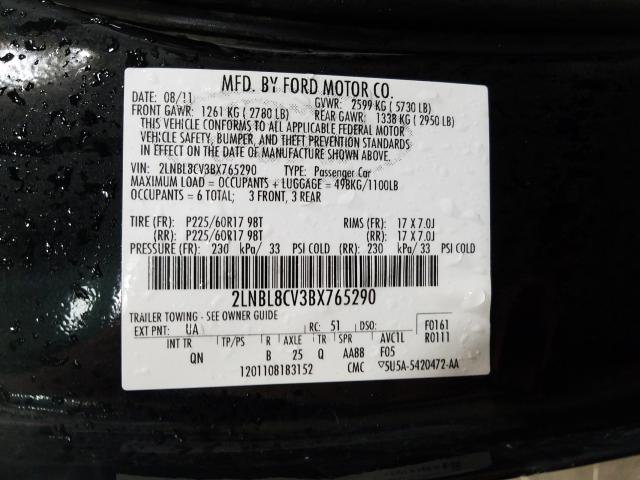 MFD. BY FORD MOTOR CO.
DATE: 08/11 GVWR: 2599 KG ( 5730 LB)
FRONT GAWR: 1261 KG ( 2780 LB) REAR GAWR: 1338 KG ( 2950 LB)
THIS VEHICLE CONFORMS TO ALL APPLICABLE FEDERAL MOTOR
VEHICLE SAFETY, BUMPER, AND THEFT PREVENTION STANDARDS
IN EFFECT ON THE DATE OF MANUFACTURE SHOWN ABOVE.
VIN: 2LNBL8CV3BX765290 TYPE: Passenger Car
MAXIMUM LOAD = OCCUPANTS + LUGGAGE = 498KG/1100LB
OCCUPANTS = 6 TOTAL; 3 FRONT, 3 REAR
TIRE (FR): P225/60R17 98T RIMS (FR): 17 X 7.0J
(RR): P225/60R17 98T (RR): 17 X 7.0J
PRESSURE (FR): 230 kPa/ 33 PSI COLD (RR): 230 kPa/ 33 PSI COLD
2LNBL8CV3BX765290
TRAILER TOWING - SEE OWNER GUIDE
EXT PNT: UA RC: 51 DSO: F0161
R0111
INT TR TP/PS R AXLE TR SPR AVC1L
QN B 25 Q AA88 F05
1201108183152 CMC ▽5U5A-5420472-AA